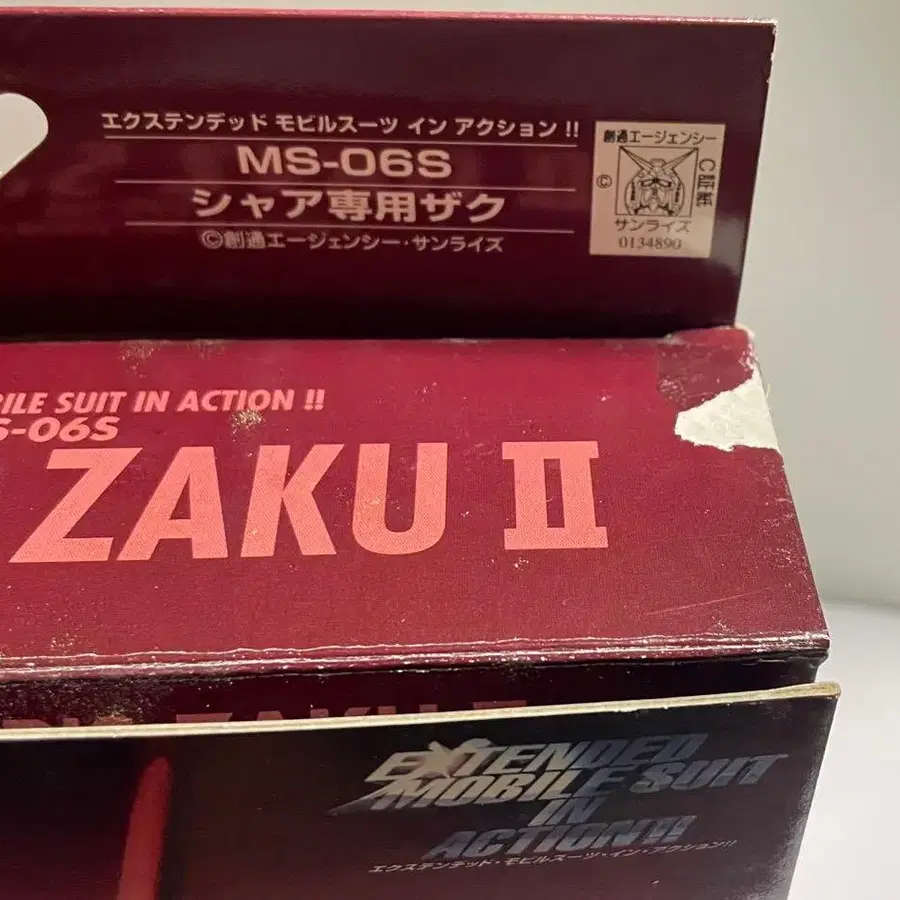 エクステンデッド モビルスーツ イン アクション!!
MS-06S
シャア専用ザク
©創通エージェンシー・サンライズ
創通エージェンシー
©
C証紙
サンライズ
0134890
BILE SUIT IN ACTION!!
S-06S
ZAKU II
EXTENDED
MOBILE SUIT
IN
ACTION!!!
エクステンデッド・モビルスーツ・イン・アクション!!